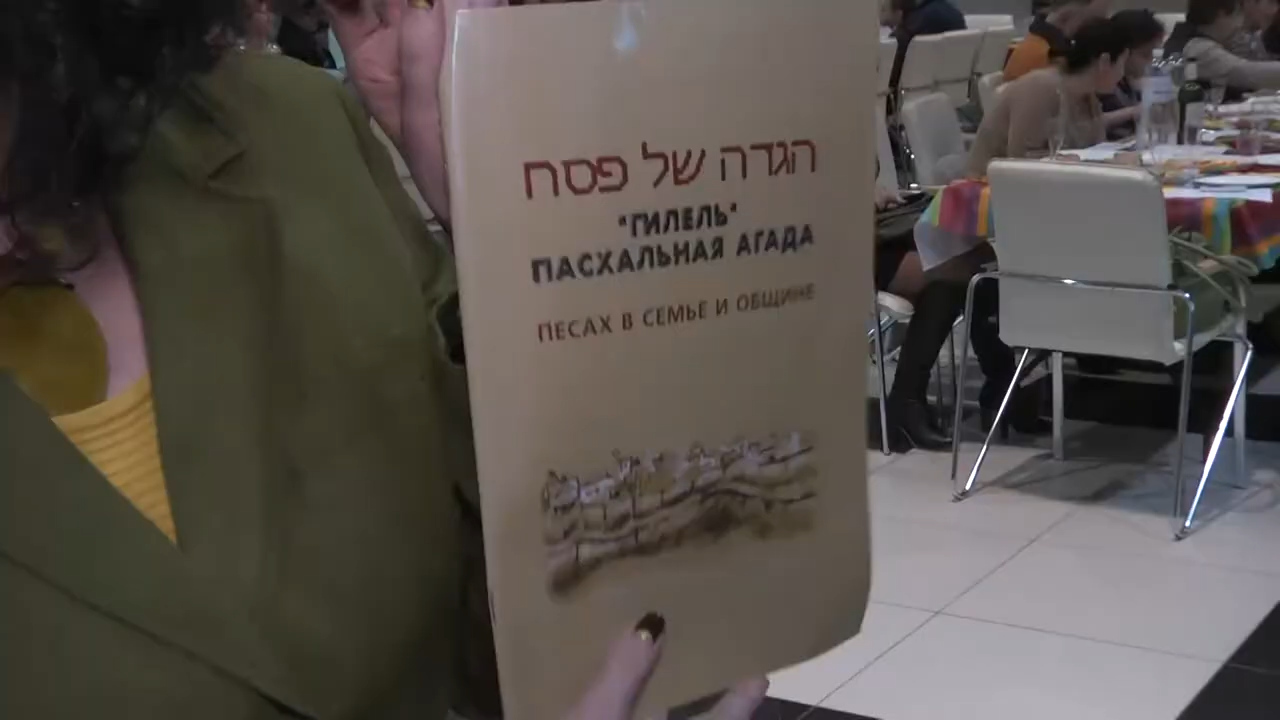 הגדה של פסח
"ГИЛЕЛЬ"
ПАСХАЛЬНАЯ АГАДА
ПЕСАХ В СЕМЬЕ И ОБЩИНЕ